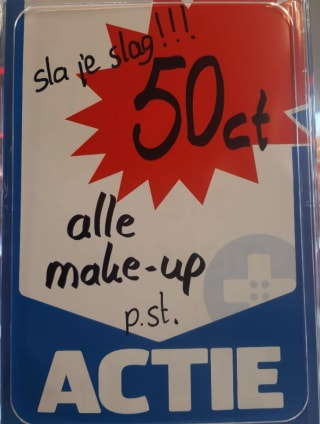 sla je slag!!!
50ct
alle
make-up
p.st.
ACTIE